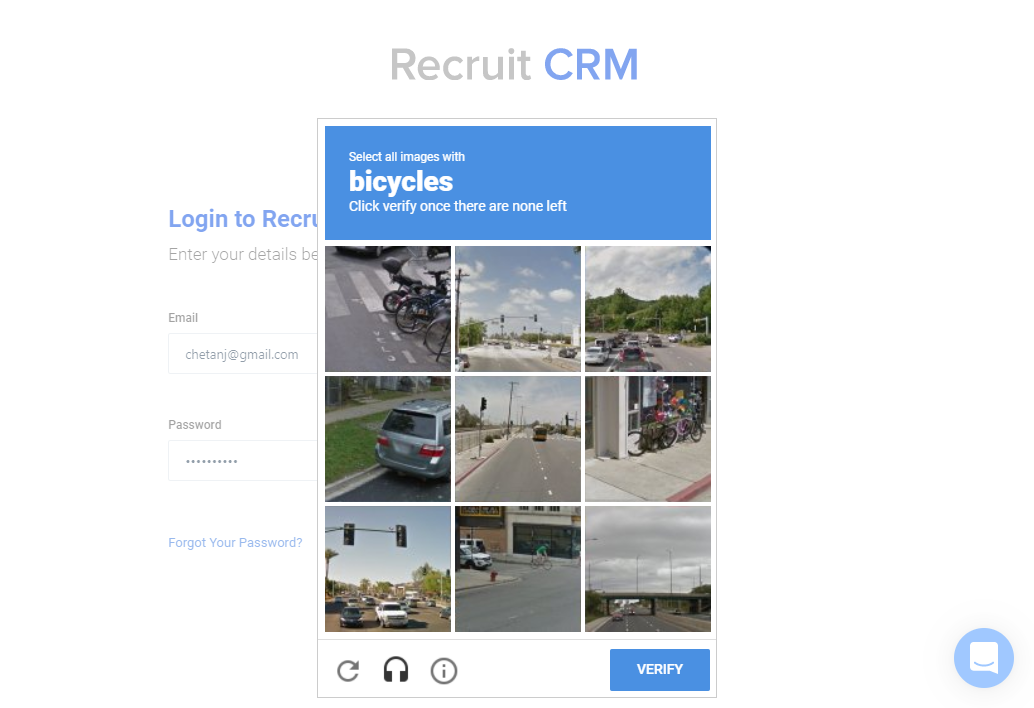 Recruit CRM
Select all images with
bicycles
Click verify once there are none left
Login to Recru
Enter your details be
Email
chetanj@gmail.com
Password
••••••••••
Forgot Your Password?
VERIFY